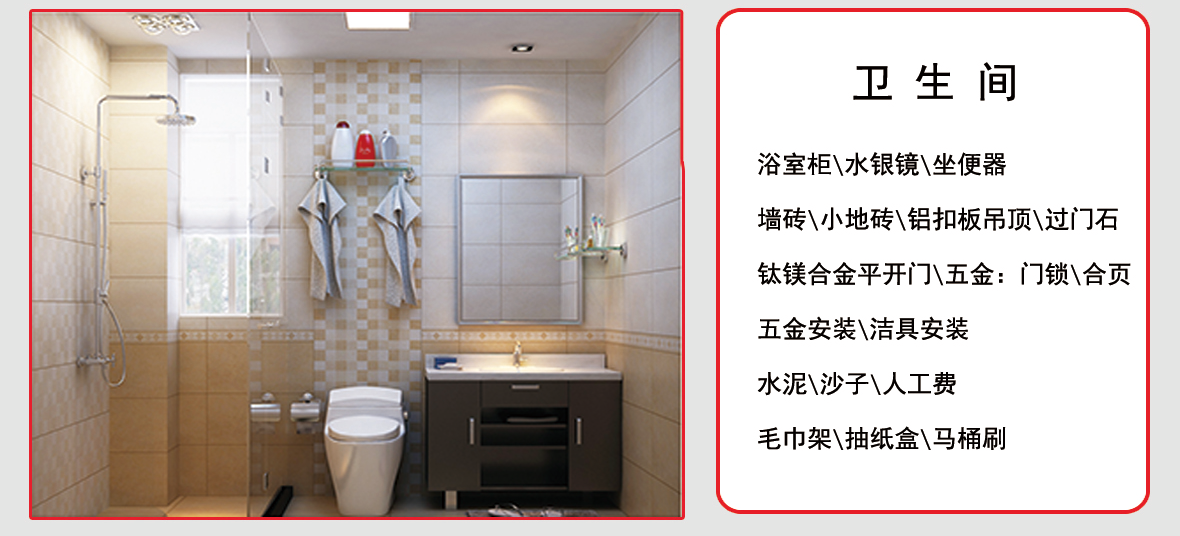 卫生间
浴室柜\水银镜\坐便器
墙砖\小地砖\铝扣板吊顶\过门石
钛镁合金平开门\五金：门锁\合页
五金安装\洁具安装
水泥\沙子\人工费
毛巾架\抽纸盒\马桶刷